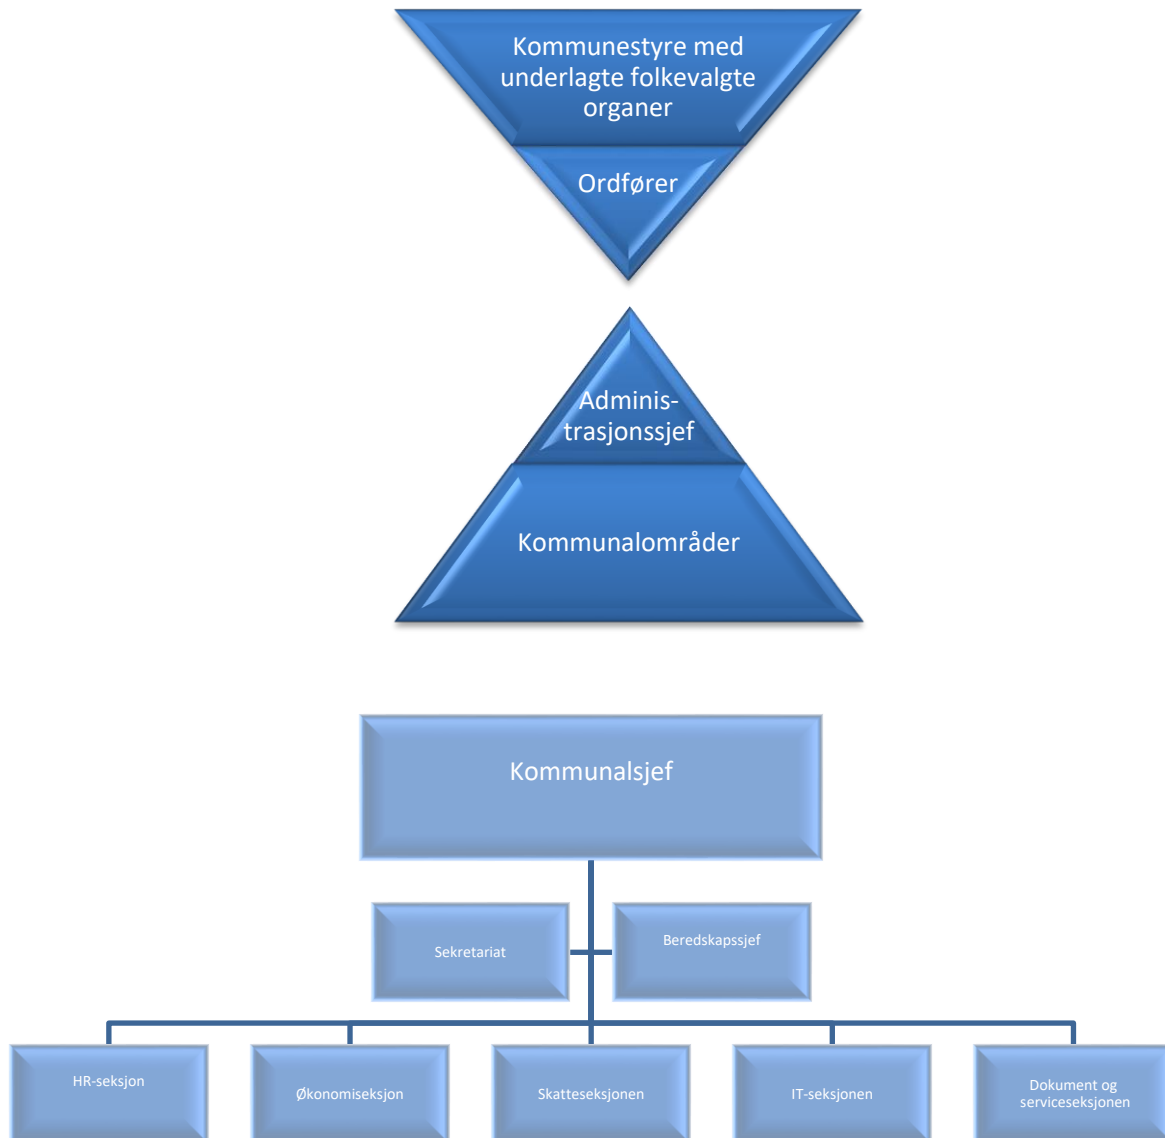 Kommunestyre med
underlagte folkevalgte
organer
Ordfører
Adminis-
trasjonssjef
Kommunalområder
Kommunalsjef
Sekretariat
Beredskapssjef
HR-seksjon
Økonomiseksjon
Skatteseksjonen
IT-seksjonen
Dokument og
serviceseksjonen